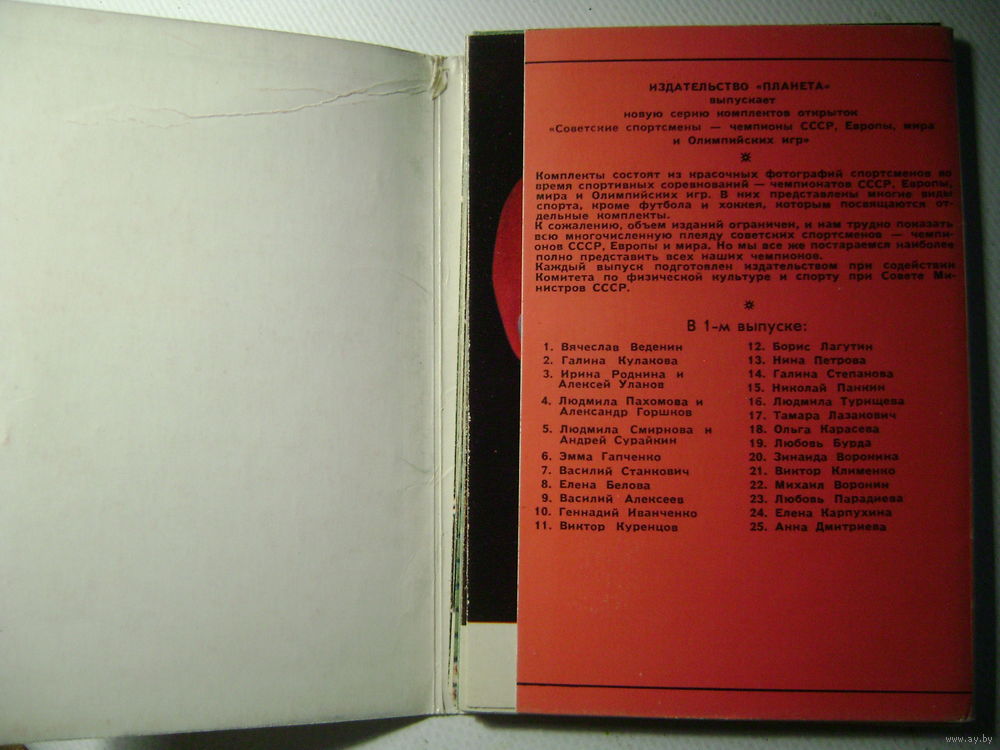 ИЗДАТЕЛЬСТВО «ПЛАНЕТА»
выпускает
новую серию комплектов открыток
«Советские спортсмены — чемпионы СССР, Европы, мира
и Олимпийских игр»
Комплекты состоят из красочных фотографий спортсменов во
время спортивных соревнований — чемпионатов СССР, Европы,
мира и Олимпийских игр. В них представлены многие виды
спорта, кроме футбола и хоккея, которым посвящаются от-
дельные комплекты.
К сожалению, объем изданий ограничен, и нам трудно показать
всю многочисленную плеяду советских спортсменов — чемпи-
онов СССР, Европы и мира. Но мы все же постараемся наиболее
полно представить всех наших чемпионов.
Каждый выпуск подготовлен издательством при содействии
Комитета по физической культуре и спорту при Совете Ми-
нистров СССР.
В 1-м выпуске:
1. Вячеслав Веденин
2. Галина Кулакова
3. Ирина Роднина и
Алексей Уланов
4. Людмила Пахомова и
Александр Горшков
5. Людмила Смирнова и
Андрей Сурайкин
6. Эмма Гапченко
7. Василий Станкович
8. Елена Белова
9. Василий Алексеев
10. Геннадий Иванченко
11. Виктор Куренцов
12. Борис Лагутин
13. Нина Петрова
14. Галина Степанова
15. Николай Панкин
16. Людмила Турищева
17. Тамара Лазакович
18. Ольга Карасева
19. Любовь Бурда
20. Зинаида Воронина
21. Виктор Клименко
22. Михаил Воронин
23. Любовь Парадиева
24. Елена Карпухина
25. Анна Дмитриева
www.ay.by